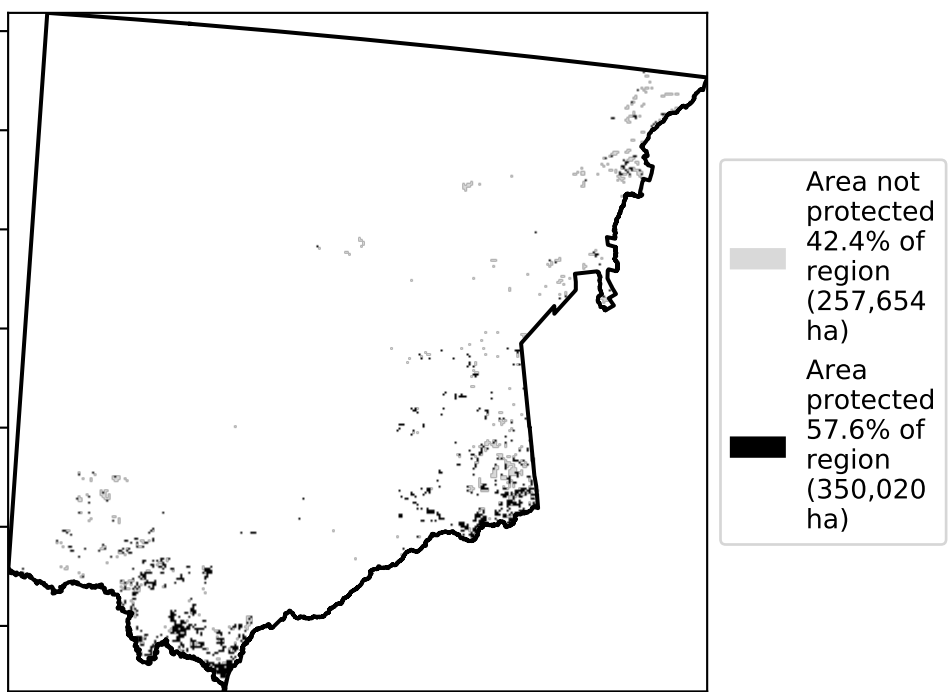 Area not
protected
42.4% of
region
(257,654
ha)
Area
protected
57.6% of
region
(350,020
ha)